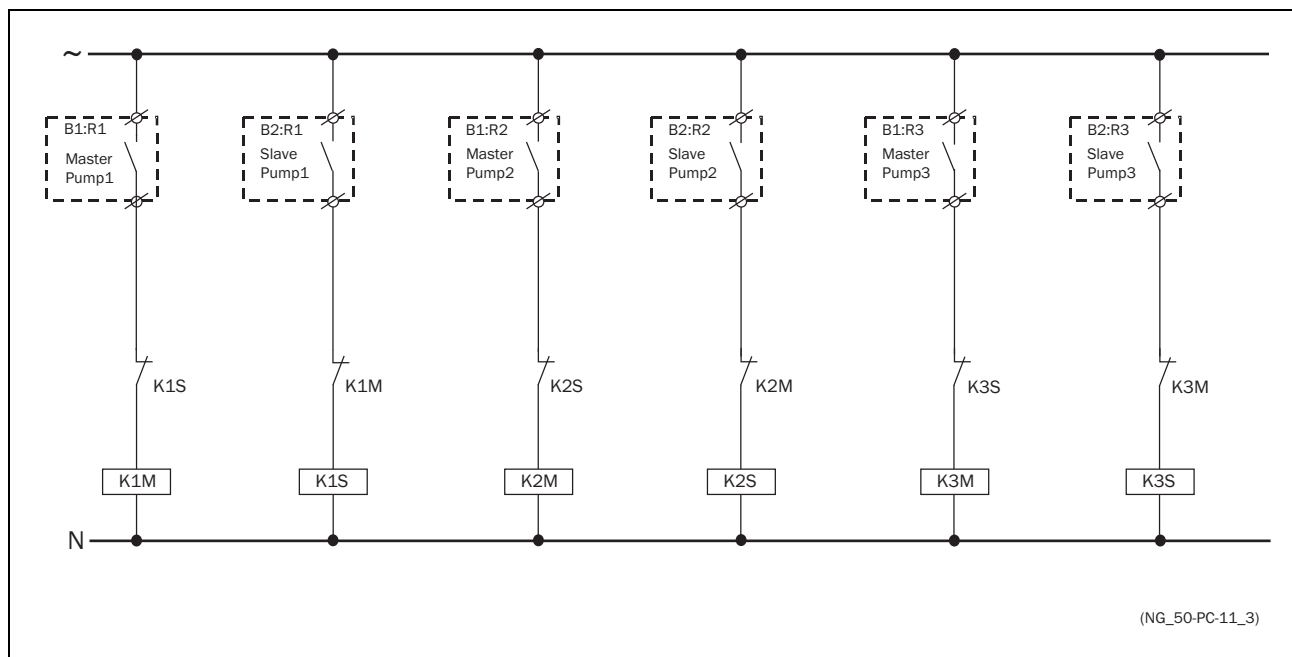 ~
B1:R1
Master
Pump1
B2:R1
Slave
Pump1
B1:R2
Master
Pump2
B2:R2
Slave
Pump2
B1:R3
Master
Pump3
B2:R3
Slave
Pump3
K1S
K1M
K2S
K2M
K3S
K3M
K1M
K1S
K2M
K2S
K3M
K3S
N
(NG_50-PC-11_3)